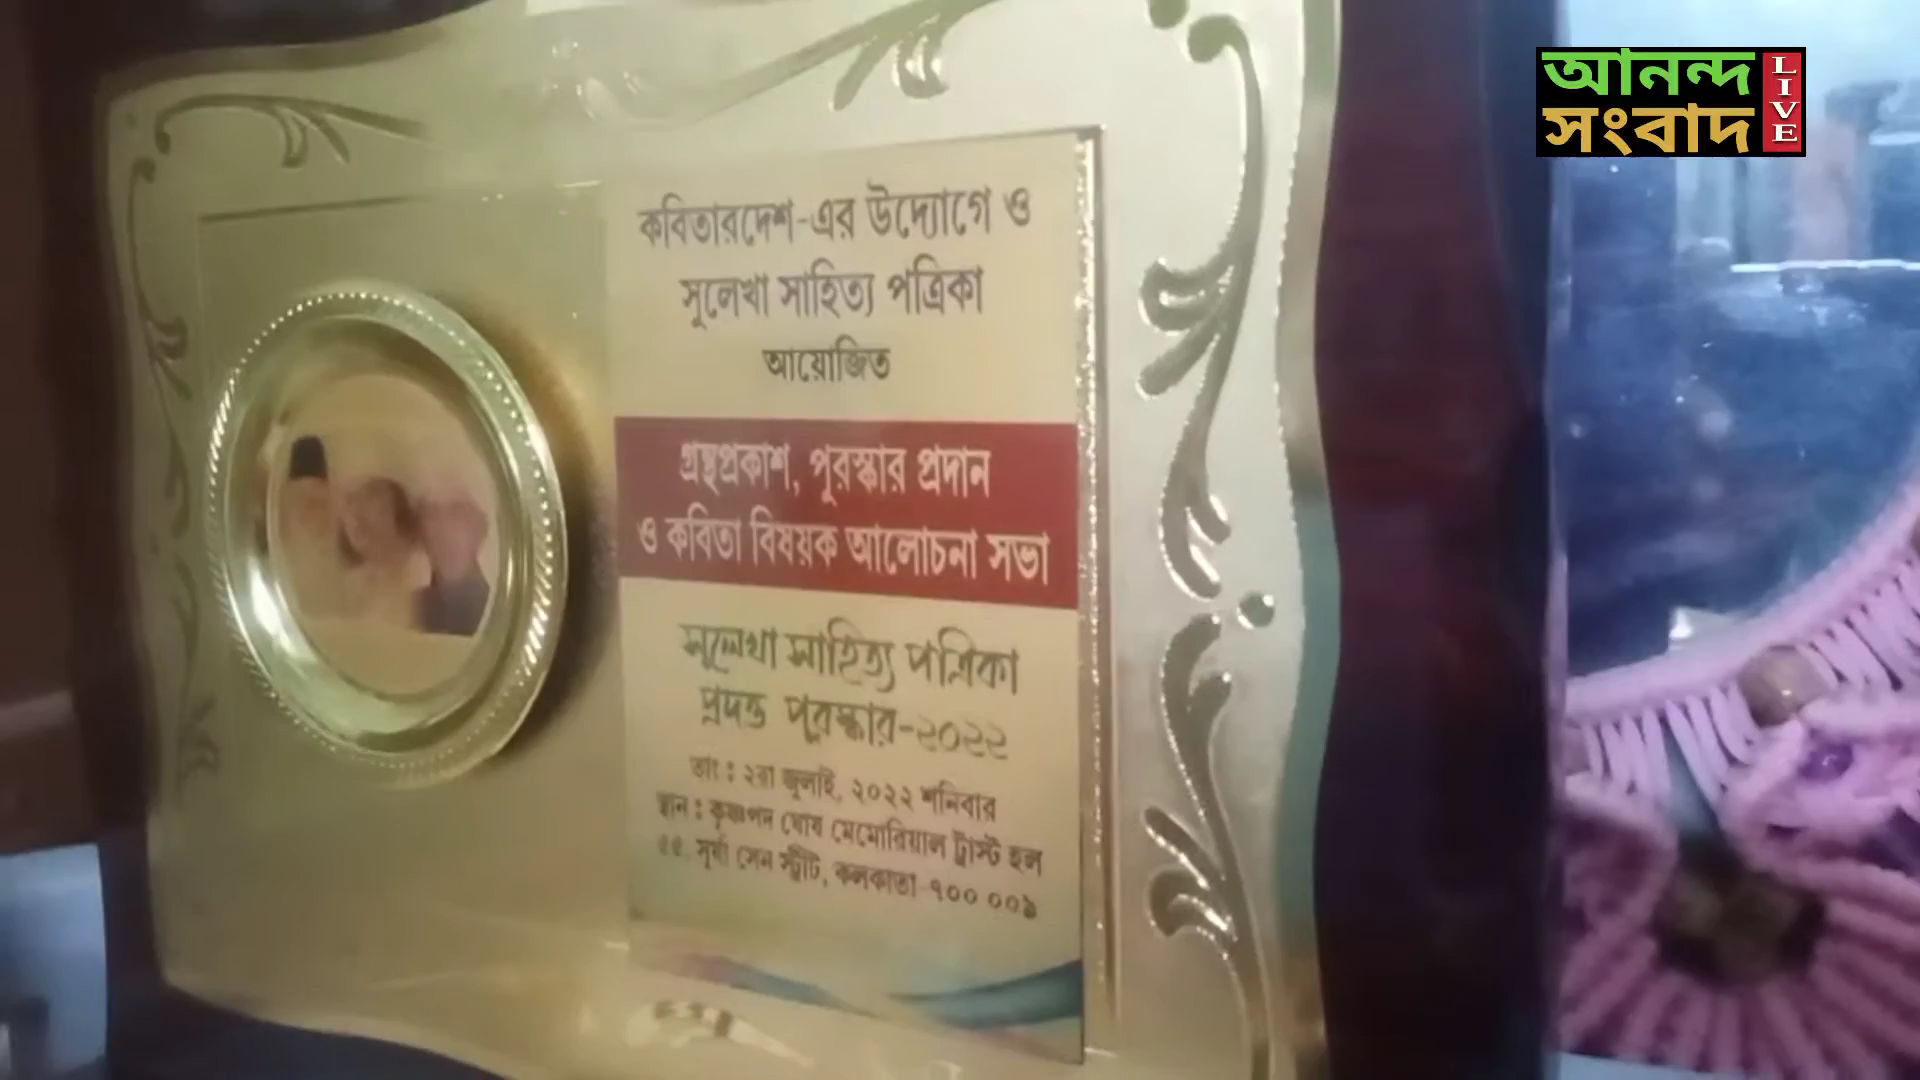 আনন্দ
সংবাদ
LIVE
কবিতারদেশ-এর উদ্যোগে ও
সুলেখা সাহিত্য পত্রিকা
আয়োজিত
গ্রন্থপ্রকাশ, পুরস্কার প্রদান
ও কবিতা বিষয়ক আলোচনা সভা
সুলেখা সাহিত্য পত্রিকা
প্রদত্ত পুরস্কার-২০২২
তাং : ২রা জুলাই, ২০২২ শনিবার
স্থান : কৃষ্ণপদ ঘোষ মেমোরিয়াল ট্রাস্ট হল
৫৫, সূর্য্য সেন স্ট্রীট, কলকাতা-৭০০ ০০৯